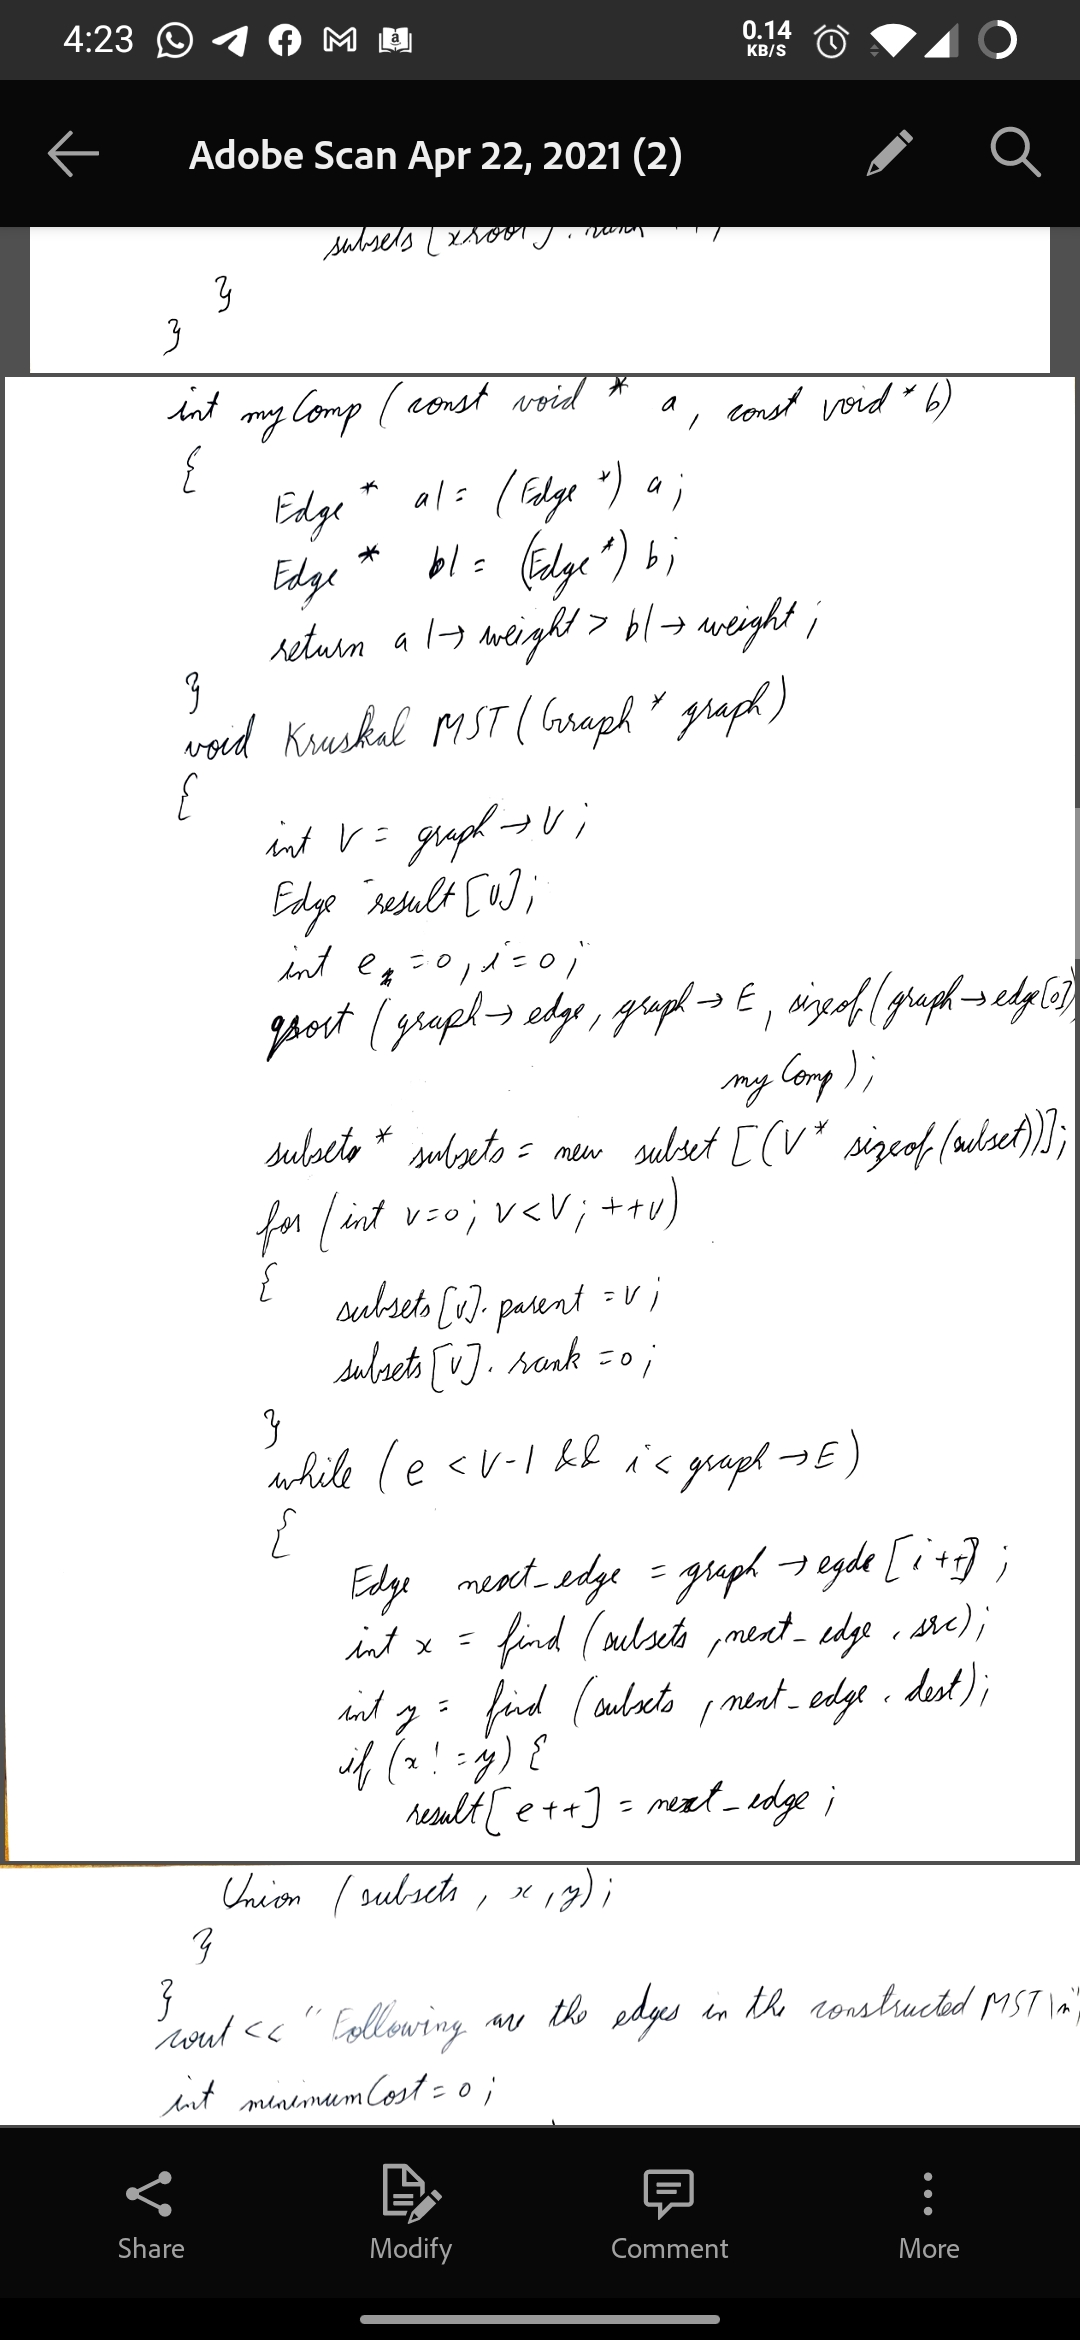 4:23
0.14
KB/S
Adobe Scan Apr 22, 2021 (2)
subsets [xroot].rank
}
}
int myComp (const void * a, const void * b)
{
Edge * a1 = (Edge *) a;
Edge * b1 = (Edge *) b;
return a1→ weight > b1→ weight;
}
void Kruskal MST (Graph * graph)
{
int V = graph → V;
Edge result [V];
int e =0, i=0;
qsort (graph→ edge, graph→ E, sizeof (graph→edge[0])
myComp);
subsets * subsets = new subset [(V* sizeof (subset))];
for (int v=0; v<V; ++v)
{
subsets [v]. parent = v;
subsets [v]. rank =0;
}
while (e < V-1 && i < graph →E)
{
Edge next_edge = graph → egde [i++];
int x = find (subsets ,next_edge . src);
int y = find (subsets , next_edge . dest);
if (x! =y) {
result [e++] = next_edge;
Union (subsets, x, y);
}
}
cout << "Following are the edges in the constructed MST \n"
int minimumCost = 0;
Share
Modify
Comment
More